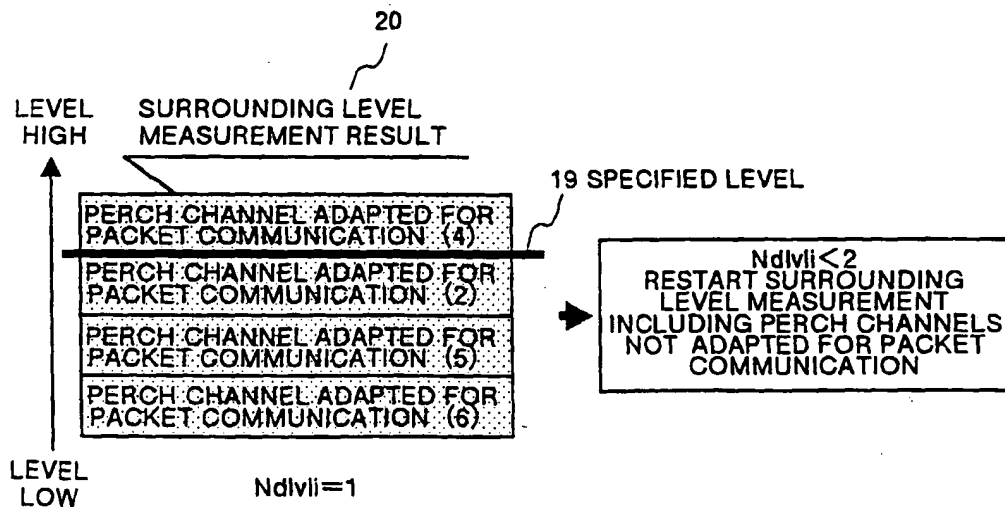 20
LEVEL HIGH
SURROUNDING LEVEL
MEASUREMENT RESULT
19 SPECIFIED LEVEL
PERCH CHANNEL ADAPTED FOR
PACKET COMMUNICATION (4)
PERCH CHANNEL ADAPTED FOR
PACKET COMMUNICATION (2)
PERCH CHANNEL ADAPTED FOR
PACKET COMMUNICATION (5)
PERCH CHANNEL ADAPTED FOR
PACKET COMMUNICATION (6)
LEVEL
LOW
Ndlvli=1
Ndlvli<2
RESTART SURROUNDING
LEVEL MEASUREMENT
INCLUDING PERCH CHANNELS
NOT ADAPTED FOR PACKET
COMMUNICATION